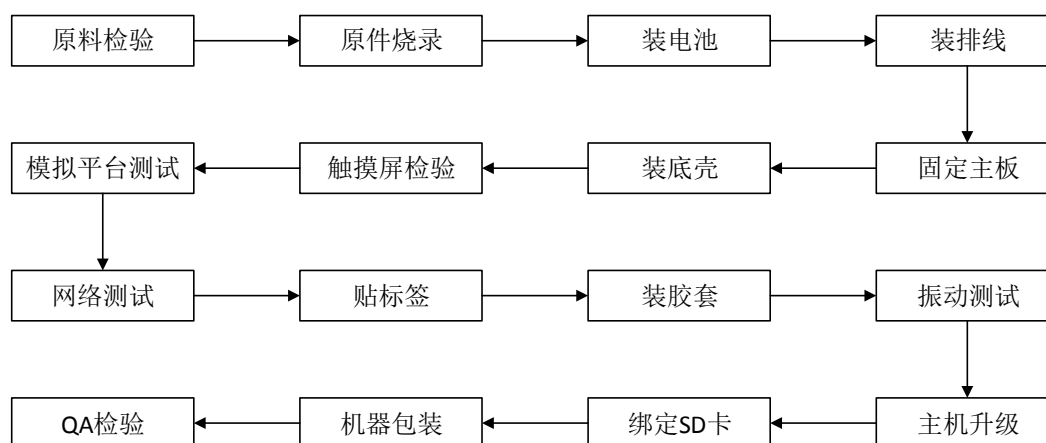 原料检验
原件烧录
装电池
装排线
固定主板
装底壳
触摸屏检验
模拟平台测试
网络测试
贴标签
装胶套
振动测试
主机升级
绑定SD卡
机器包装
QA检验